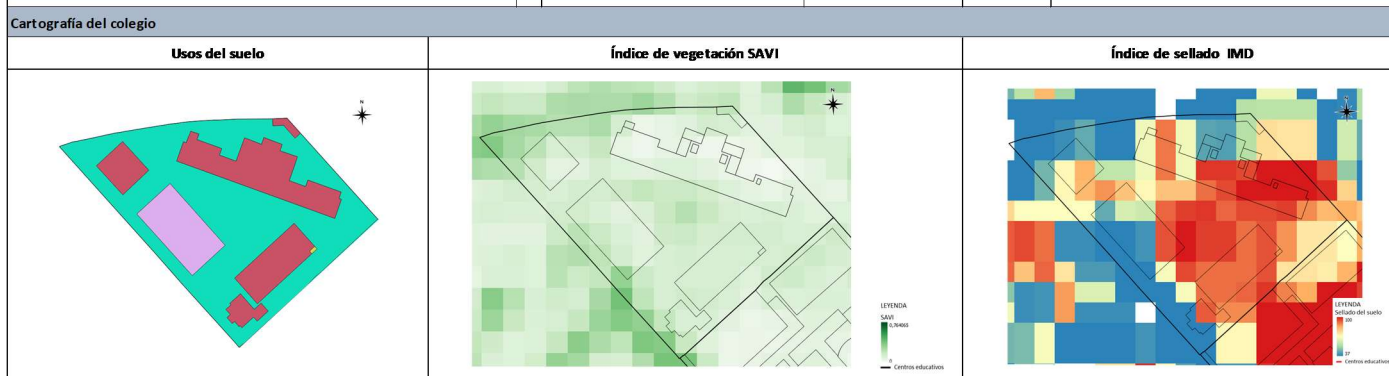 Cartografía del colegio
Usos del suelo
Índice de vegetación SAVI
Índice de sellado IMD
N
N
N
LEYENDA
SAVI
0,764065
0
Centros educativos
LEYENDA
Sellado del suelo
100
37
Centros educativos